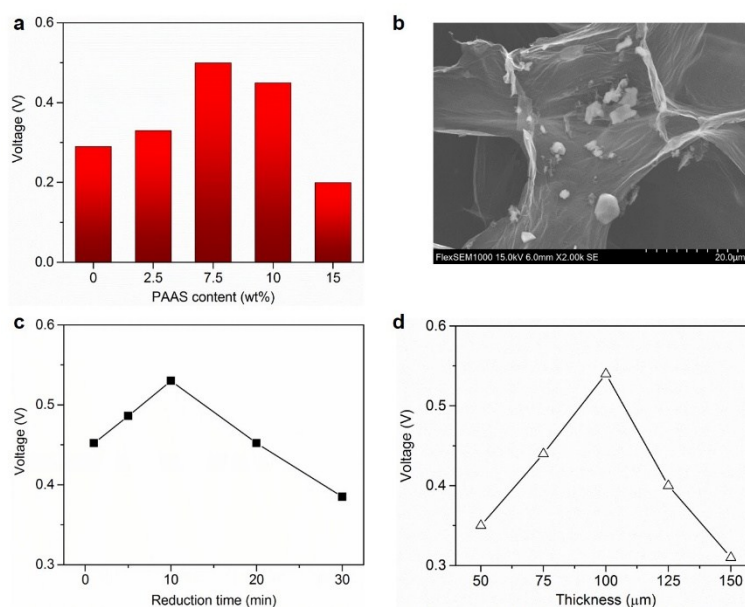 a
0.6
0.4
0.2
0.0
Voltage (V)
0 2.5 7.5 10 15
PAAS content (wt%)
b
FlexSEM1000 15.0kV 6.0mm X2.00k SE
20.0μm
c
0.6
0.5
0.4
0.3
Voltage (V)
0 10 20 30
Reduction time (min)
d
0.6
0.5
0.4
0.3
Voltage (V)
50 75 100 125 150
Thickness (μm)